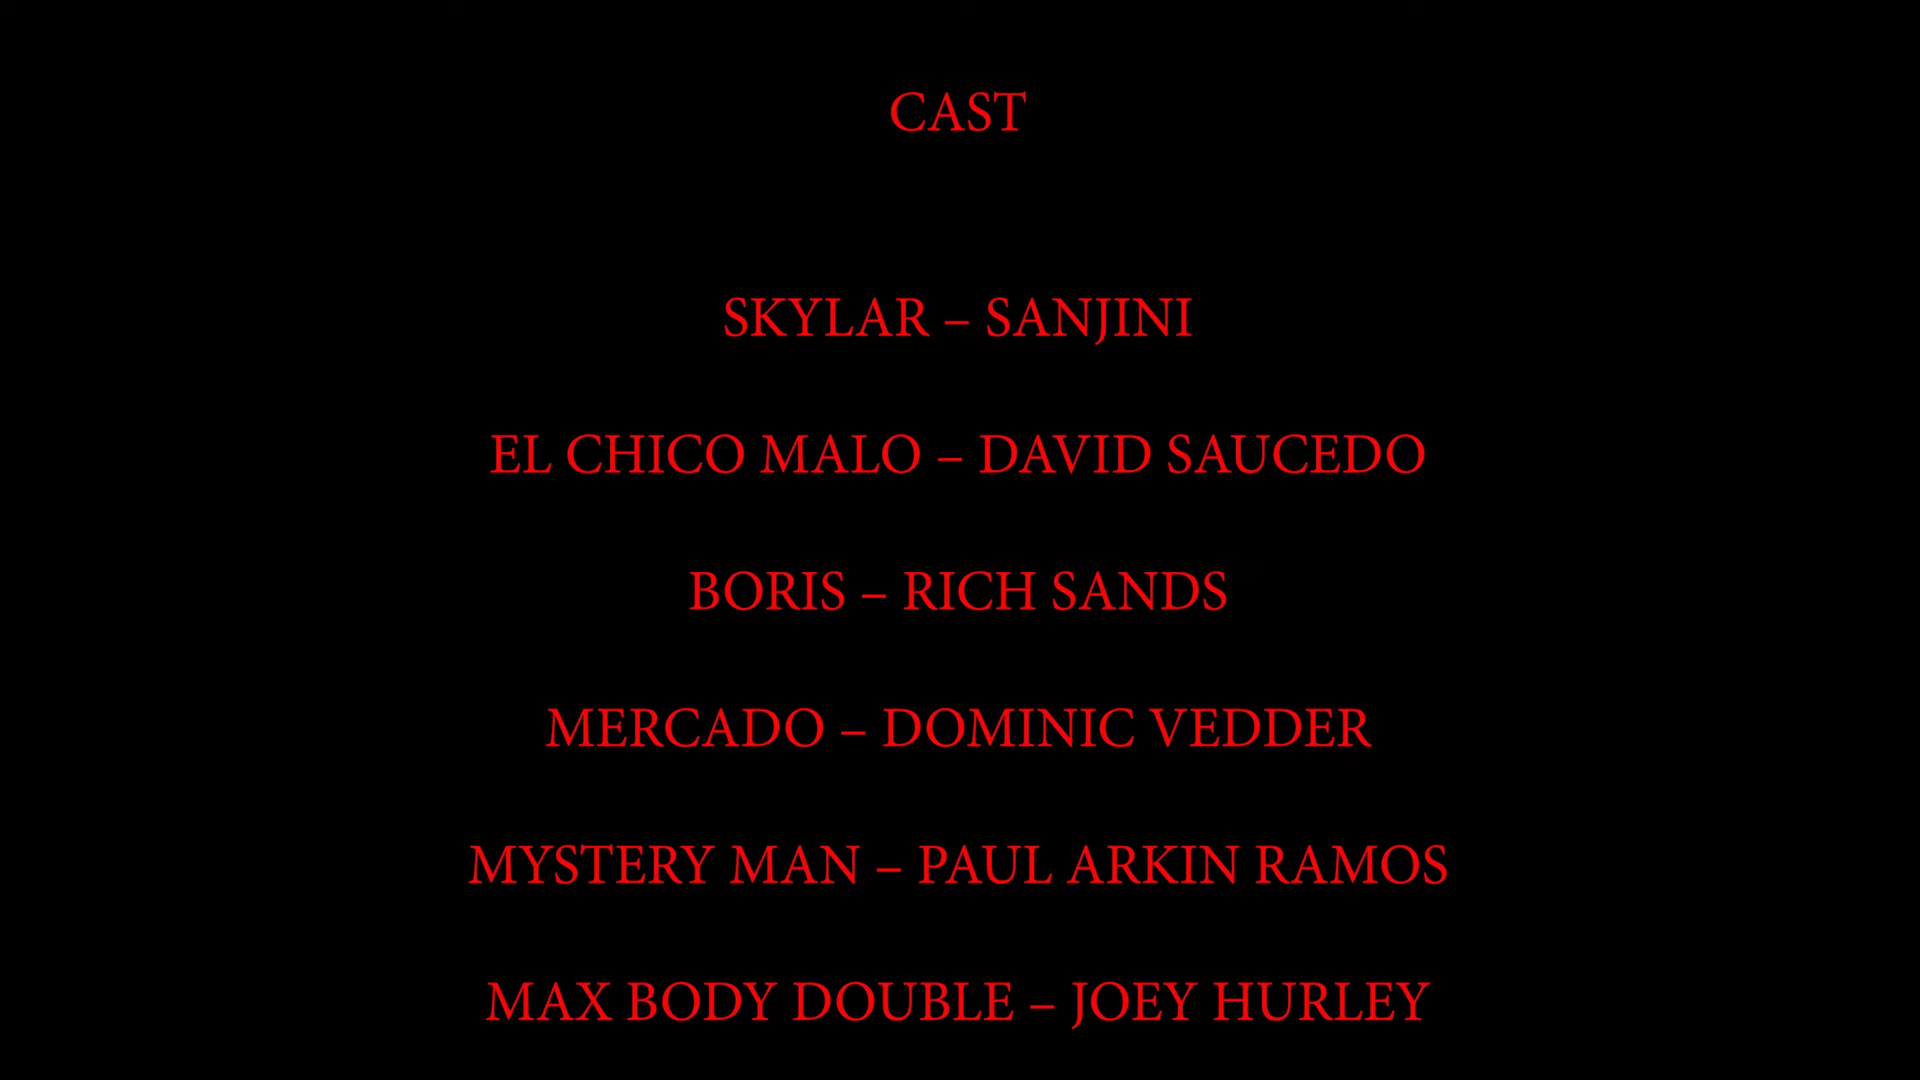 CAST
SKYLAR – SANJINI
EL CHICO MALO – DAVID SAUCEDO
BORIS – RICH SANDS
MERCADO – DOMINIC VEDDER
MYSTERY MAN – PAUL ARKIN RAMOS
MAX BODY DOUBLE – JOEY HURLEY